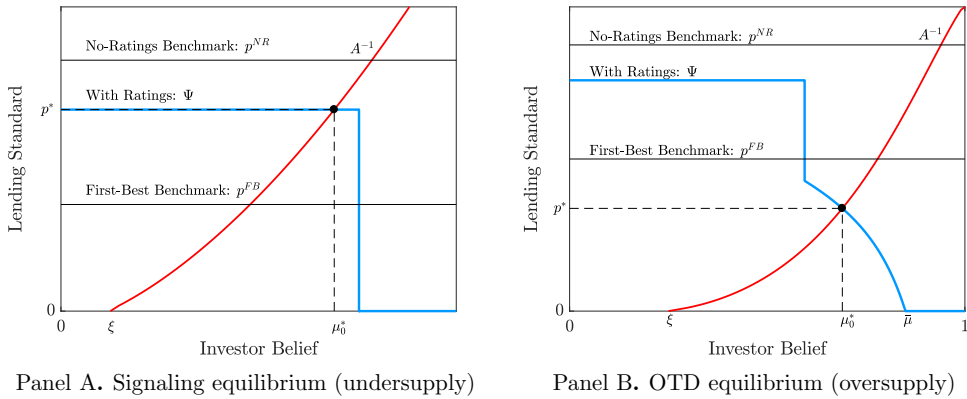 Lending Standard
No-Ratings Benchmark: p^{NR}
A^{-1}
With Ratings: Ψ
p*
First-Best Benchmark: p^{FB}
0
0
ξ
μ_0^*
Investor Belief
Panel A. Signaling equilibrium (undersupply)
Lending Standard
No-Ratings Benchmark: p^{NR}
A^{-1}
With Ratings: Ψ
First-Best Benchmark: p^{FB}
p*
0
0
ξ
μ_0^*
μ̅
1
Investor Belief
Panel B. OTD equilibrium (oversupply)